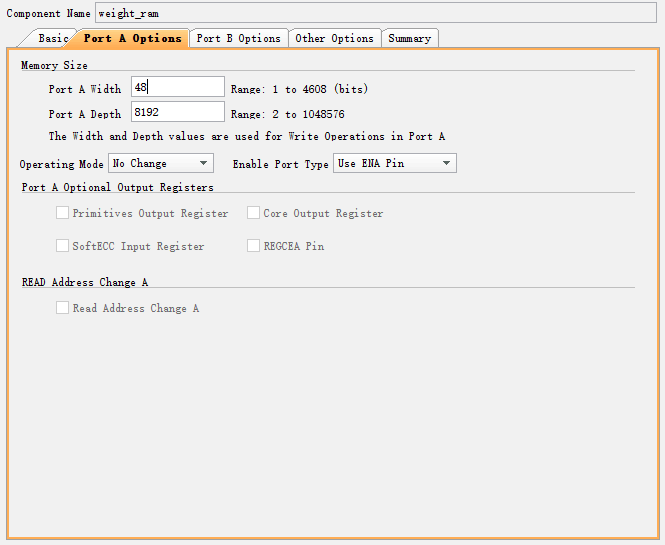 Component Name weight_ram
Basic Port A Options Port B Options Other Options Summary
Memory Size
Port A Width 48 Range: 1 to 4608 (bits)
Port A Depth 8192 Range: 2 to 1048576
The Width and Depth values are used for Write Operations in Port A
Operating Mode No Change Enable Port Type Use ENA Pin
Port A Optional Output Registers
Primitives Output Register Core Output Register
SoftECC Input Register REGCEA Pin
READ Address Change A
Read Address Change A